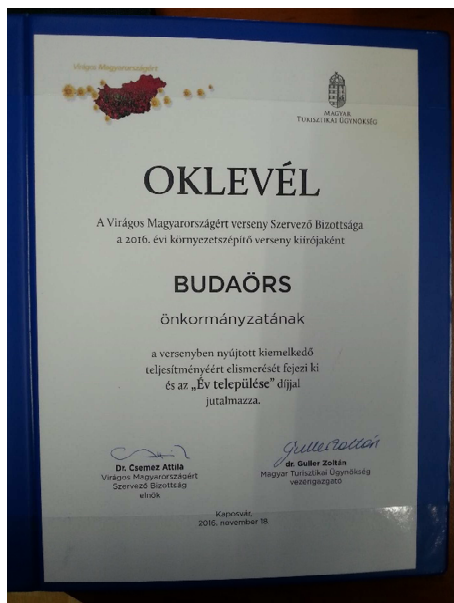 Virágos Magyarországért
MAGYAR
TURISZTIKAI ÜGYNÖKSÉG
OKLEVÉL
A Virágos Magyarországért verseny Szervező Bizottsága
a 2016. évi környezetszépítő verseny kiírójaként
BUDAÖRS
önkormányzatának
a versenyben nyújtott kiemelkedő
teljesítményéért elismerését fejezi ki
és az „Év települése” díjjal
jutalmazza.
Dr. Csemez Attila
Virágos Magyarországért
Szervező Bizottság
elnök
dr. Guller Zoltán
Magyar Turisztikai Ügynökség
vezérigazgató
Kaposvár,
2016. november 18